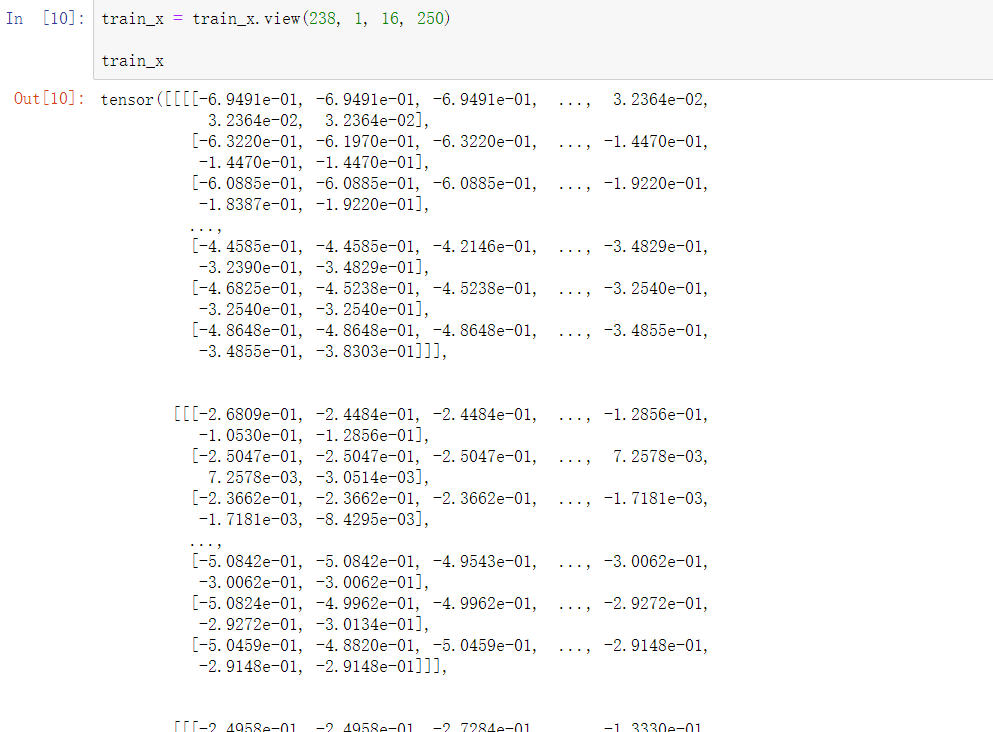 In [10]: train_x = train_x.view(238, 1, 16, 250)
train_x
Out[10]: tensor([[[[-6.9491e-01, -6.9491e-01, -6.9491e-01, ..., 3.2364e-02,
3.2364e-02, 3.2364e-02],
[-6.3220e-01, -6.1970e-01, -6.3220e-01, ..., -1.4470e-01,
-1.4470e-01, -1.4470e-01],
[-6.0885e-01, -6.0885e-01, -6.0885e-01, ..., -1.9220e-01,
-1.8387e-01, -1.9220e-01],
...,
[-4.4585e-01, -4.4585e-01, -4.2146e-01, ..., -3.4829e-01,
-3.2390e-01, -3.4829e-01],
[-4.6825e-01, -4.5238e-01, -4.5238e-01, ..., -3.2540e-01,
-3.2540e-01, -3.2540e-01],
[-4.8648e-01, -4.8648e-01, -4.8648e-01, ..., -3.4855e-01,
-3.4855e-01, -3.8303e-01]]],
[[[-2.6809e-01, -2.4484e-01, -2.4484e-01, ..., -1.2856e-01,
-1.0530e-01, -1.2856e-01],
[-2.5047e-01, -2.5047e-01, -2.5047e-01, ..., 7.2578e-03,
7.2578e-03, -3.0514e-03],
[-2.3662e-01, -2.3662e-01, -2.3662e-01, ..., -1.7181e-03,
-1.7181e-03, -8.4295e-03],
...,
[-5.0842e-01, -5.0842e-01, -4.9543e-01, ..., -3.0062e-01,
-3.0062e-01, -3.0062e-01],
[-5.0824e-01, -4.9962e-01, -4.9962e-01, ..., -2.9272e-01,
-2.9272e-01, -3.0134e-01],
[-5.0459e-01, -4.8820e-01, -5.0459e-01, ..., -2.9148e-01,
-2.9148e-01, -2.9148e-01]]],
[[[-2.4958e-01, -2.4958e-01, -2.7284e-01, -1.3330e-01,